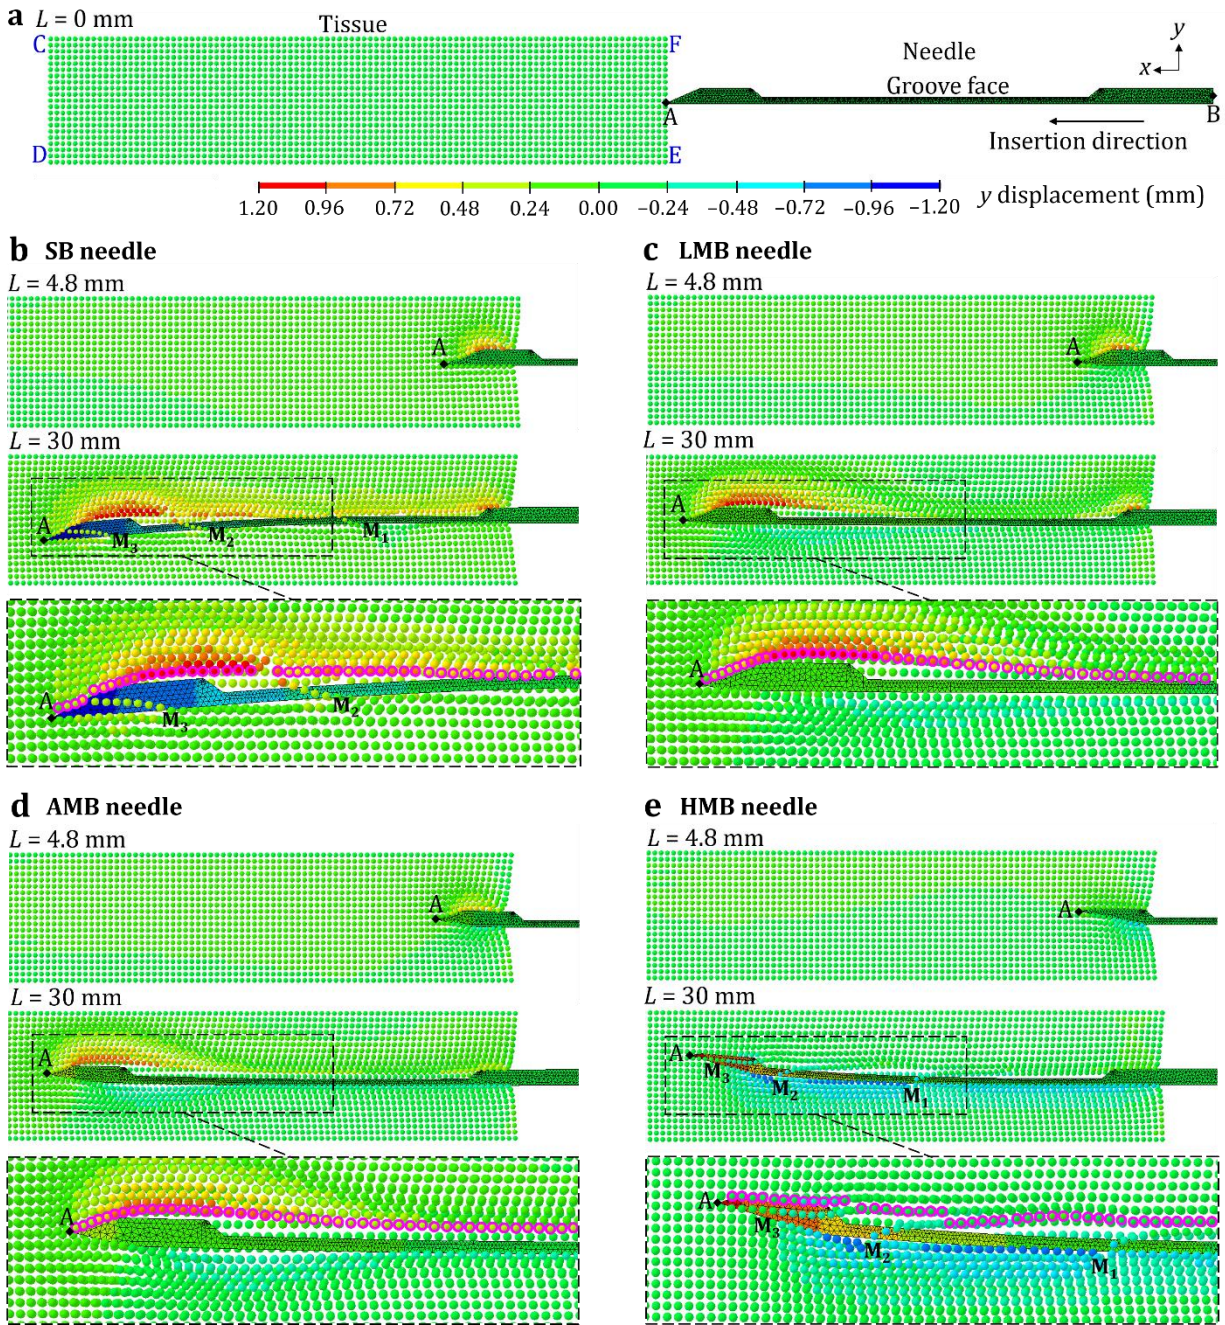 a L = 0 mm
Tissue
C F
Needle
Groove face
y
x
A B
D E
Insertion direction
1.20 0.96 0.72 0.48 0.24 0.00 −0.24 −0.48 −0.72 −0.96 −1.20 y displacement (mm)
b SB needle
L = 4.8 mm
A
L = 30 mm
A
M3 M2 M1
A
M3 M2
c LMB needle
L = 4.8 mm
A
L = 30 mm
A
A
d AMB needle
L = 4.8 mm
A
L = 30 mm
A
A
e HMB needle
L = 4.8 mm
A
L = 30 mm
A
M3 M2 M1
A
M3 M2 M1